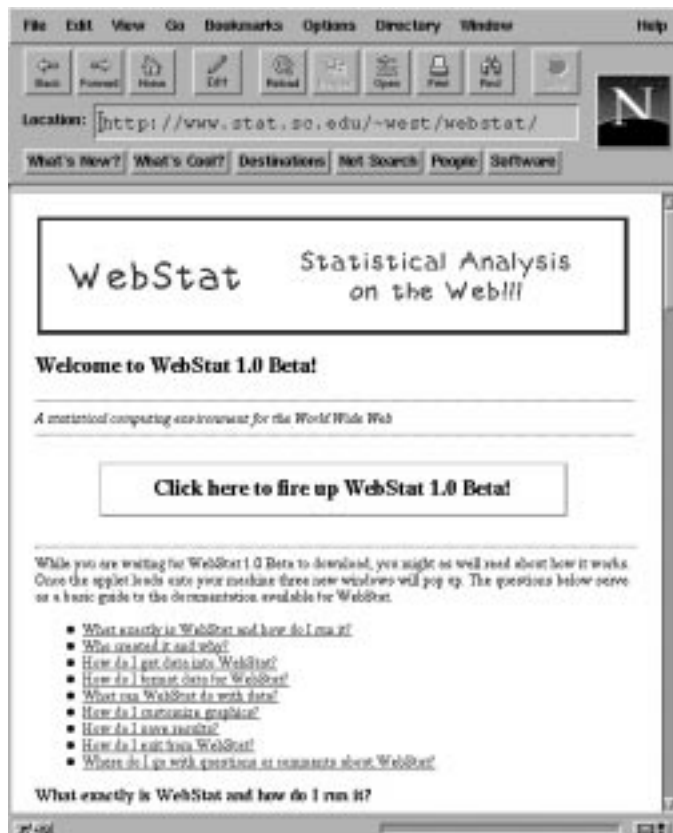 File Edit View Go Bookmarks Options Directory Window Help
Back Forward Home Edit Reload Open Print Find
Location: http://www.stat.sc.edu/~west/webstat/
N
What's New? What's Cool? Destinations Net Search People Software
WebStat
Statistical Analysis
on the Web!!!
Welcome to WebStat 1.0 Beta!
A statistical computing environment for the World Wide Web
Click here to fire up WebStat 1.0 Beta!
While you are waiting for WebStat 1.0 Beta to download, you might as well read about how it works.
Once the applet loads onto your machine three new windows will pop up. The questions below serve
as a basic guide to the documentation available for WebStat.
What exactly is WebStat and how do I run it?
Who created it and why?
How do I get data into WebStat?
How do I format data for WebStat?
What can WebStat do with data?
How do I customize graphics?
How do I save results?
How do I exit from WebStat?
Where do I go with questions or comments about WebStat?
What exactly is WebStat and how do I run it?